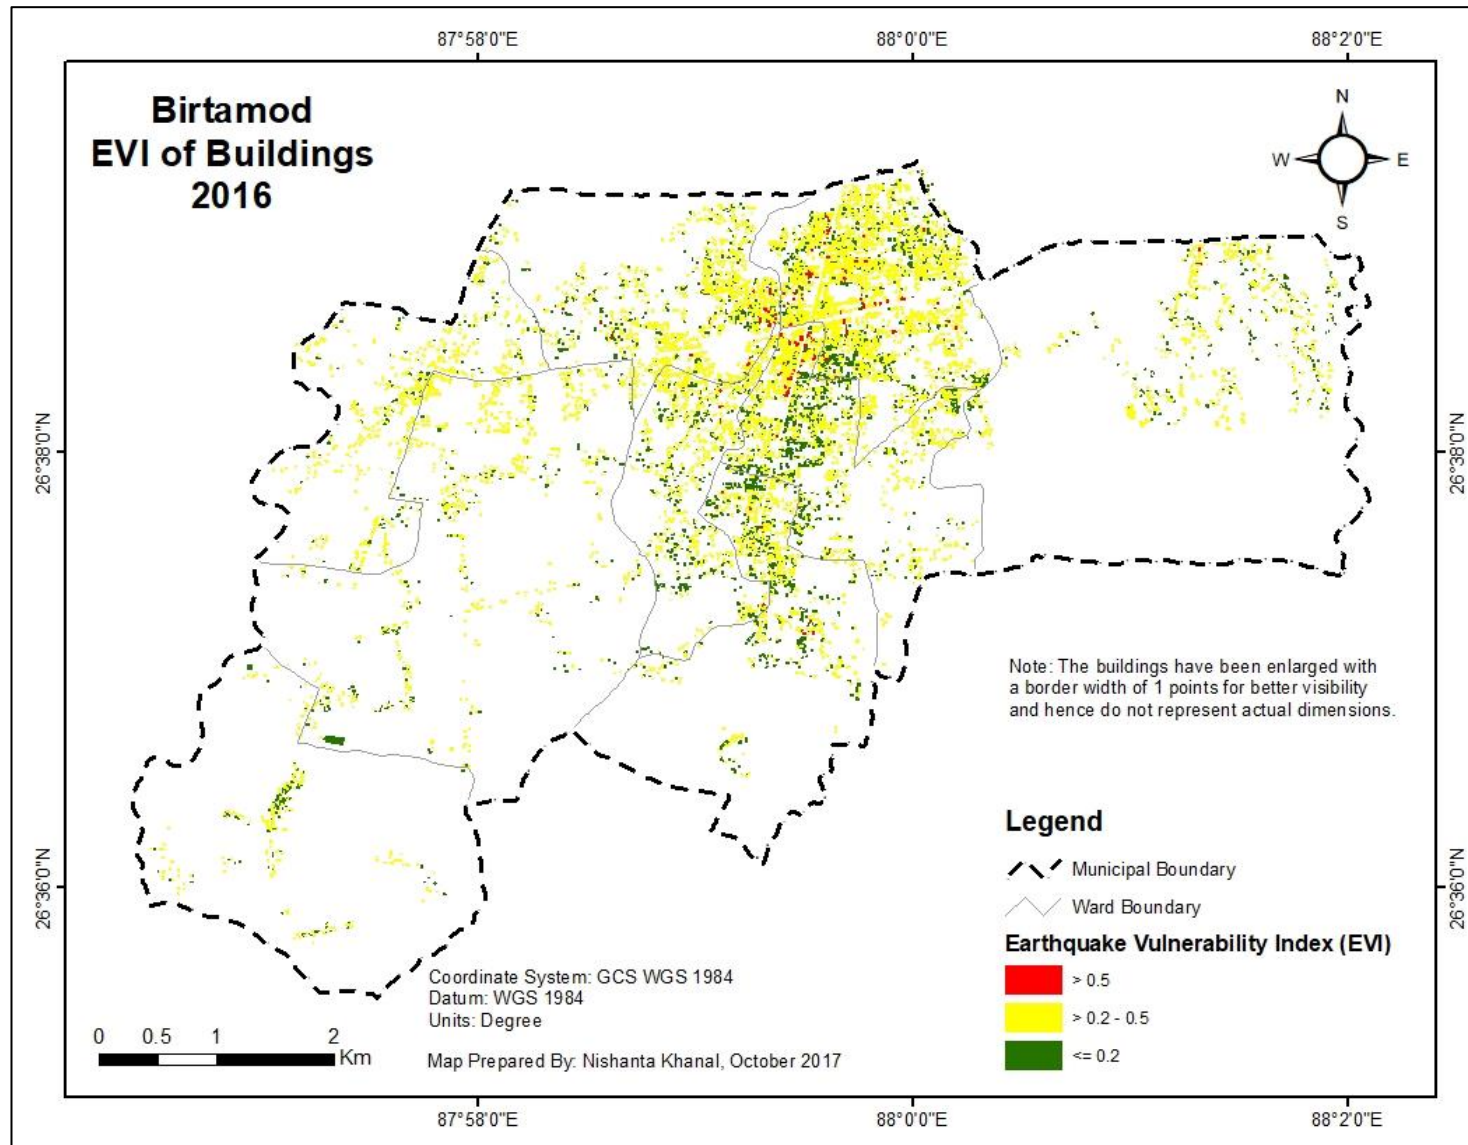 87°58'0"E
88°0'0"E
88°2'0"E
Birtamod
EVI of Buildings
2016
N
W
E
S
26°38'0"N
26°38'0"N
Note: The buildings have been enlarged with
a border width of 1 points for better visibility
and hence do not represent actual dimensions.
Legend
Municipal Boundary
Ward Boundary
Earthquake Vulnerability Index (EVI)
> 0.5
> 0.2 - 0.5
<= 0.2
26°36'0"N
26°36'0"N
Coordinate System: GCS WGS 1984
Datum: WGS 1984
Units: Degree
Map Prepared By: Nishanta Khanal, October 2017
0 0.5 1 2
Km
87°58'0"E
88°0'0"E
88°2'0"E